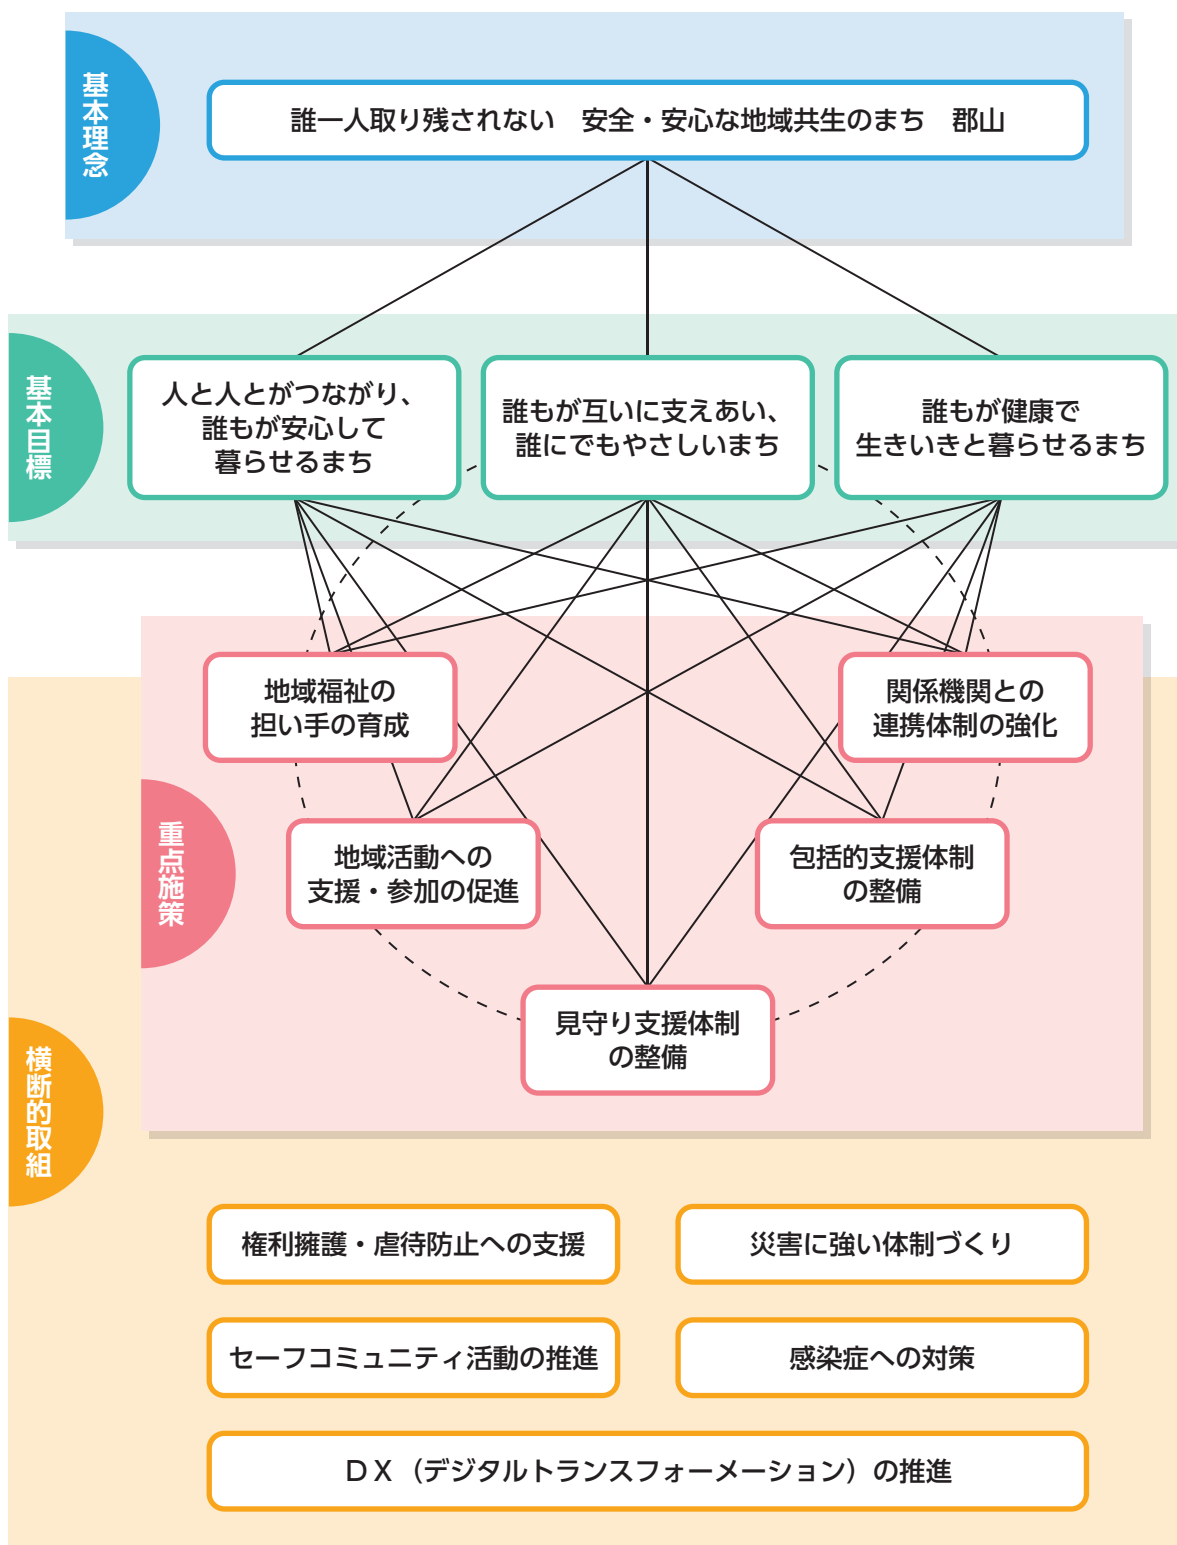 基本理念
誰一人取り残されない　安全・安心な地域共生のまち　郡山
基本目標
人と人とがつながり、
誰もが安心して
暮らせるまち
誰もが互いに支えあい、
誰にでもやさしいまち
誰もが健康で
生きいきと暮らせるまち
重点施策
地域福祉の
担い手の育成
関係機関との
連携体制の強化
地域活動への
支援・参加の促進
包括的支援体制
の整備
見守り支援体制
の整備
横断的取組
権利擁護・虐待防止への支援
災害に強い体制づくり
セーフコミュニティ活動の推進
感染症への対策
ＤＸ（デジタルトランスフォーメーション）の推進